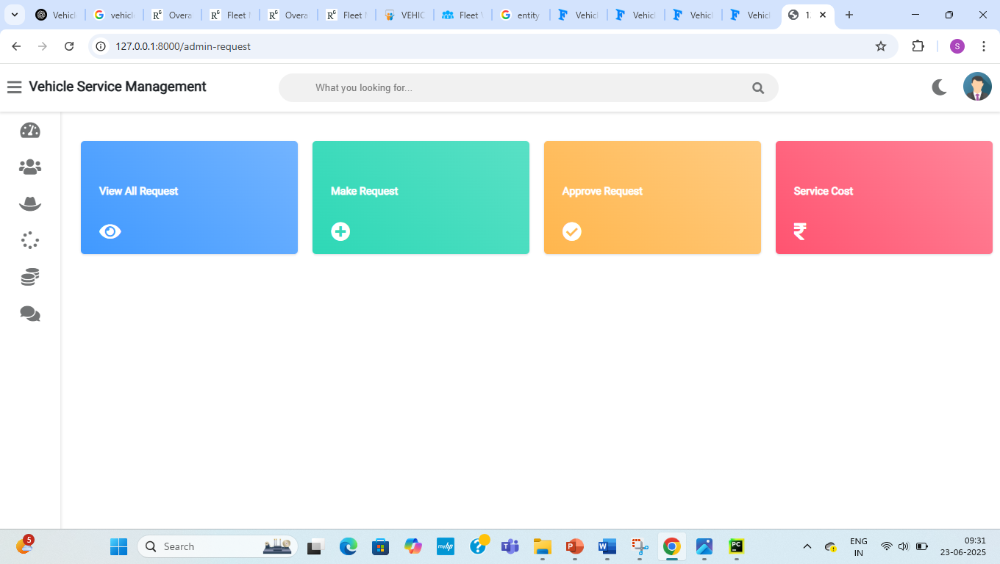 Vehicl
vehicl
Overa
Fleet M
Overa
Fleet M
VEHIC
Fleet V
entity
Vehicl
Vehicl
Vehicl
Vehicl
127.0.0.1:8000/admin-request
S
Vehicle Service Management
What you looking for...
View All Request
Make Request
Approve Request
Service Cost
5
Search
myhp
ENG
IN
09:31
23-06-2025